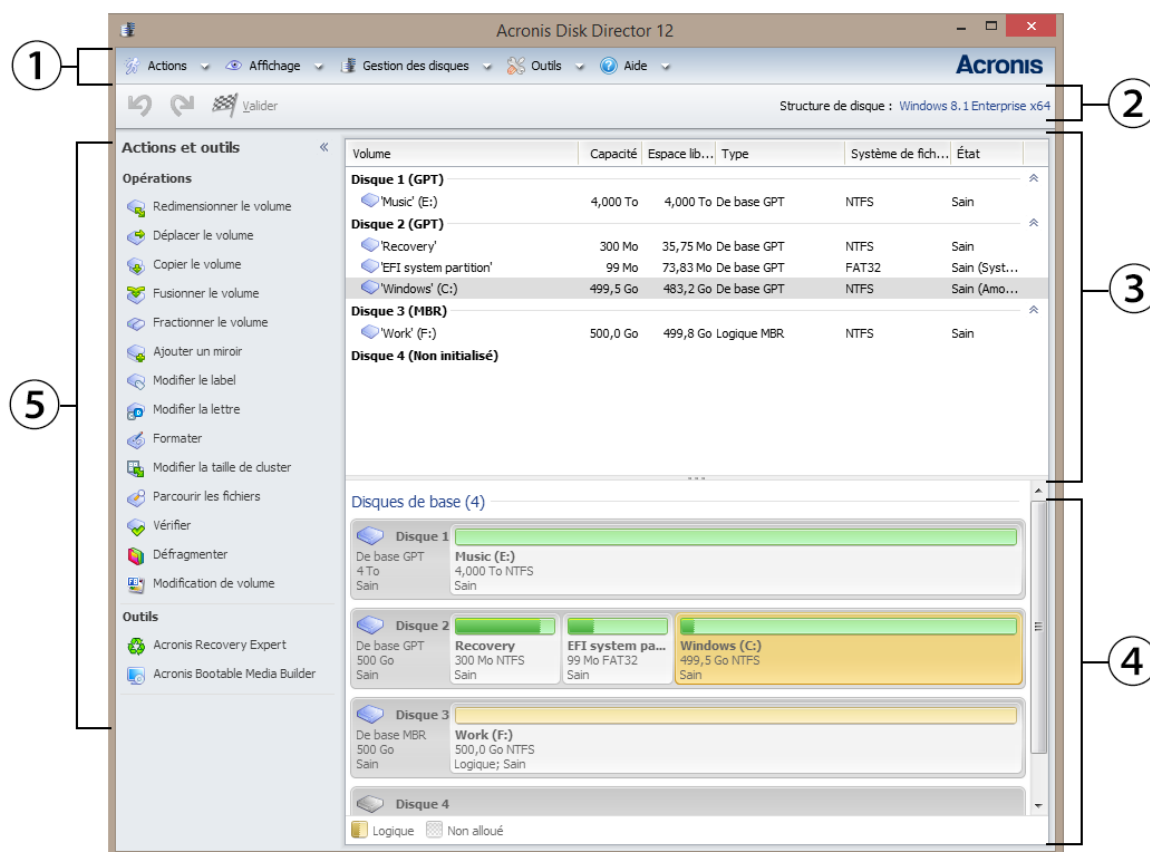 Acronis Disk Director 12
1
Actions Affichage Gestion des disques Outils Aide Acronis
Valider Structure de disque : Windows 8.1 Enterprise x64
2
5
Actions et outils
Opérations
Redimensionner le volume
Déplacer le volume
Copier le volume
Fusionner le volume
Fractionner le volume
Ajouter un miroir
Modifier le label
Modifier la lettre
Formater
Modifier la taille de cluster
Parcourir les fichiers
Vérifier
Défragmenter
Modification de volume
Outils
Acronis Recovery Expert
Acronis Bootable Media Builder
3
Volume Capacité Espace lib... Type Système de fich... État
Disque 1 (GPT)
'Music' (E:) 4,000 To 4,000 To De base GPT NTFS Sain
Disque 2 (GPT)
'Recovery' 300 Mo 35,75 Mo De base GPT NTFS Sain
'EFI system partition' 99 Mo 73,83 Mo De base GPT FAT32 Sain (Syst...
'Windows' (C:) 499,5 Go 483,2 Go De base GPT NTFS Sain (Amo...
Disque 3 (MBR)
'Work' (F:) 500,0 Go 499,8 Go Logique MBR NTFS Sain
Disque 4 (Non initialisé)
4
Disques de base (4)
Disque 1
De base GPT
4 To
Sain
Music (E:)
4,000 To NTFS
Sain
Disque 2
De base GPT
500 Go
Sain
Recovery
300 Mo NTFS
Sain
EFI system pa...
99 Mo FAT32
Sain
Windows (C:)
499,5 Go NTFS
Sain
Disque 3
De base MBR
500 Go
Sain
Work (F:)
500,0 Go NTFS
Logique; Sain
Disque 4
Logique Non alloué